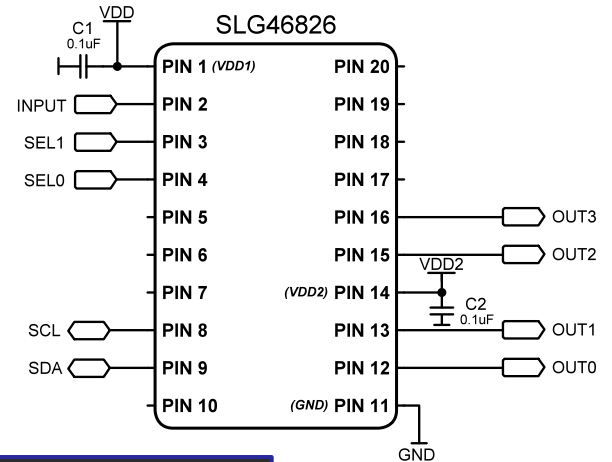 VDD
SLG46826
C1
0.1uF
PIN 1 (VDD1)
PIN 20
INPUT
PIN 2
PIN 19
SEL1
PIN 3
PIN 18
SEL0
PIN 4
PIN 17
PIN 5
PIN 16
OUT3
PIN 6
PIN 15
OUT2
VDD2
PIN 7
(VDD2) PIN 14
C2
0.1uF
SCL
PIN 8
PIN 13
OUT1
SDA
PIN 9
PIN 12
OUT0
PIN 10
(GND) PIN 11
GND